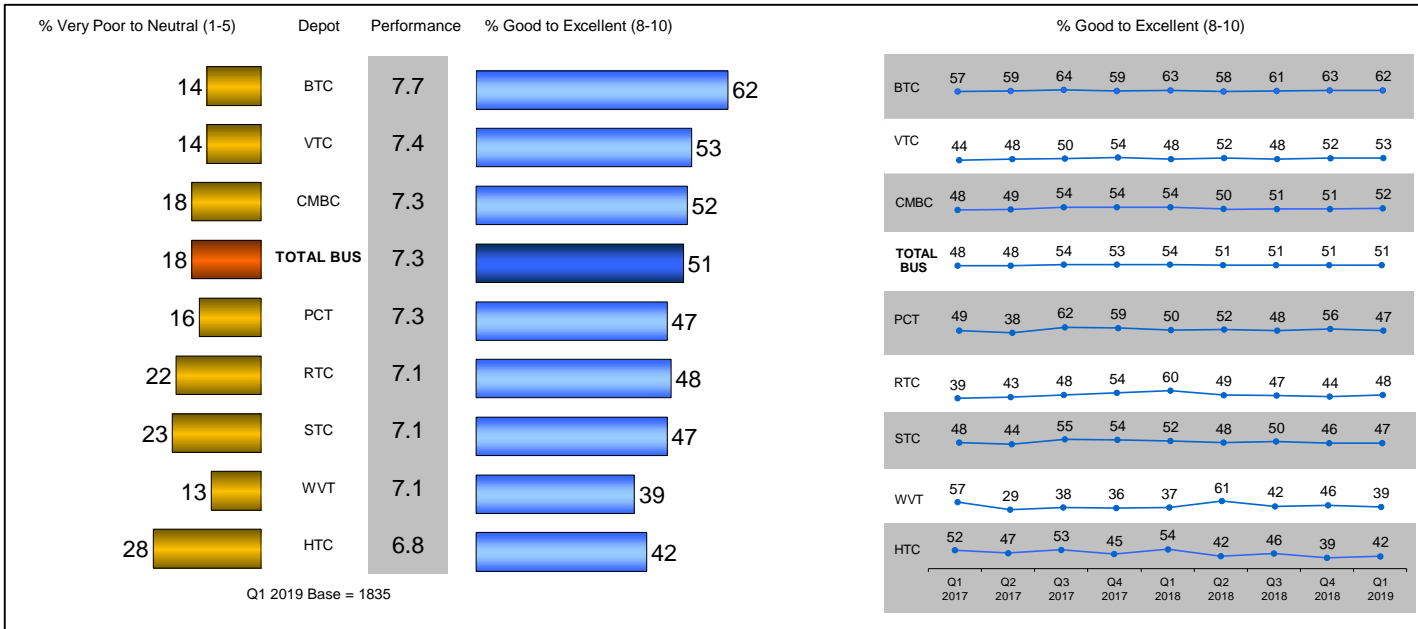 % Very Poor to Neutral (1-5) Depot Performance % Good to Excellent (8-10) % Good to Excellent (8-10)
14 BTC 7.7 62
14 VTC 7.4 53
18 CMBC 7.3 52
18 TOTAL BUS 7.3 51
16 PCT 7.3 47
22 RTC 7.1 48
23 STC 7.1 47
13 WVT 7.1 39
28 HTC 6.8 42
Q1 2019 Base = 1835
BTC 57 59 64 59 63 58 61 63 62
VTC 44 48 50 54 48 52 48 52 53
CMBC 48 49 54 54 54 50 51 51 52
TOTAL 48 48 54 53 54 51 51 51 51
BUS
PCT 49 38 62 59 50 52 48 56 47
RTC 39 43 48 54 60 49 47 44 48
STC 48 44 55 54 52 48 50 46 47
WVT 57 29 38 36 37 61 42 46 39
HTC 52 47 53 45 54 42 46 39 42
Q1 Q2 Q3 Q4 Q1 Q2 Q3 Q4 Q1
2017 2017 2017 2017 2018 2018 2018 2018 2019